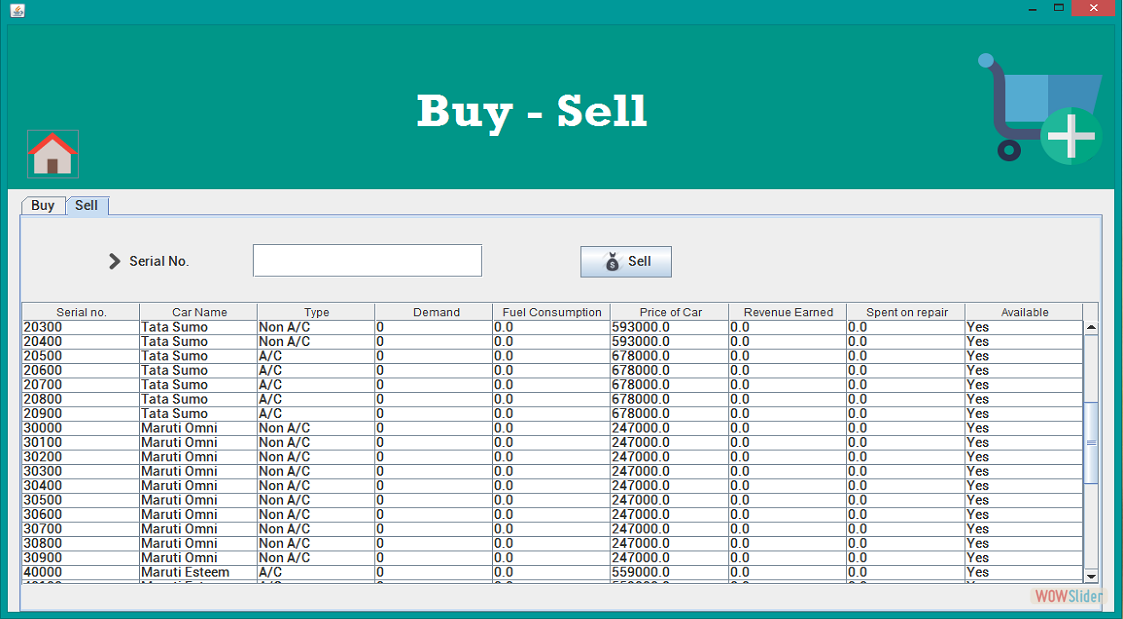 Buy - Sell
Buy Sell
Serial No. Sell
Serial no. Car Name Type Demand Fuel Consumption Price of Car Revenue Earned Spent on repair Available
20300 Tata Sumo Non A/C 0 0.0 593000.0 0.0 0.0 Yes
20400 Tata Sumo Non A/C 0 0.0 593000.0 0.0 0.0 Yes
20500 Tata Sumo A/C 0 0.0 678000.0 0.0 0.0 Yes
20600 Tata Sumo A/C 0 0.0 678000.0 0.0 0.0 Yes
20700 Tata Sumo A/C 0 0.0 678000.0 0.0 0.0 Yes
20800 Tata Sumo A/C 0 0.0 678000.0 0.0 0.0 Yes
20900 Tata Sumo A/C 0 0.0 678000.0 0.0 0.0 Yes
30000 Maruti Omni Non A/C 0 0.0 247000.0 0.0 0.0 Yes
30100 Maruti Omni Non A/C 0 0.0 247000.0 0.0 0.0 Yes
30200 Maruti Omni Non A/C 0 0.0 247000.0 0.0 0.0 Yes
30300 Maruti Omni Non A/C 0 0.0 247000.0 0.0 0.0 Yes
30400 Maruti Omni Non A/C 0 0.0 247000.0 0.0 0.0 Yes
30500 Maruti Omni Non A/C 0 0.0 247000.0 0.0 0.0 Yes
30600 Maruti Omni Non A/C 0 0.0 247000.0 0.0 0.0 Yes
30700 Maruti Omni Non A/C 0 0.0 247000.0 0.0 0.0 Yes
30800 Maruti Omni Non A/C 0 0.0 247000.0 0.0 0.0 Yes
30900 Maruti Omni Non A/C 0 0.0 247000.0 0.0 0.0 Yes
40000 Maruti Esteem A/C 0 0.0 559000.0 0.0 0.0 Yes
WOWSlider